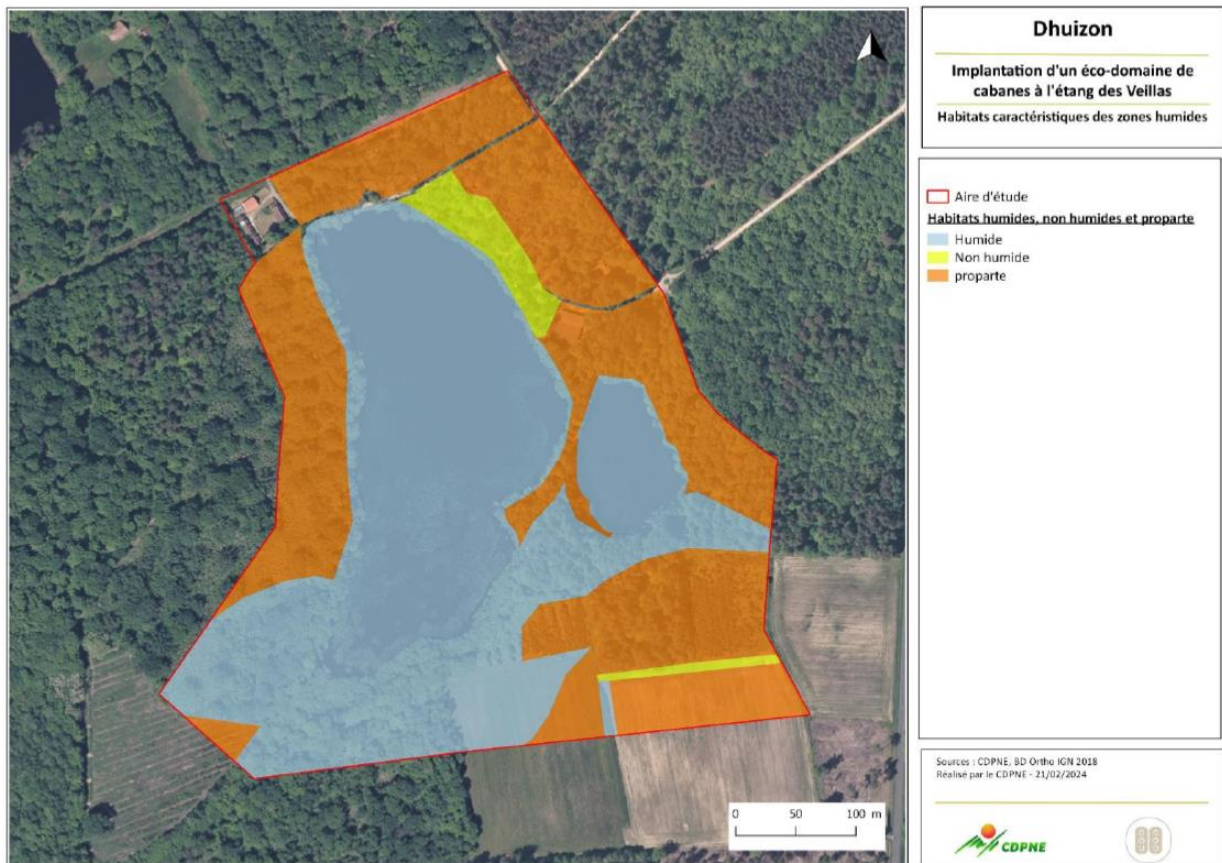 Dhuizon
Implantation d'un éco-domaine de
cabanes à l'étang des Veillas
Habitats caractéristiques des zones humides
Aire d'étude
Habitats humides, non humides et proparte
Humide
Non humide
proparte
0 50 100 m
Sources : CDPNE, BD Ortho IGN 2018
Réalisé par le CDPNE - 21/02/2024
CDPNE